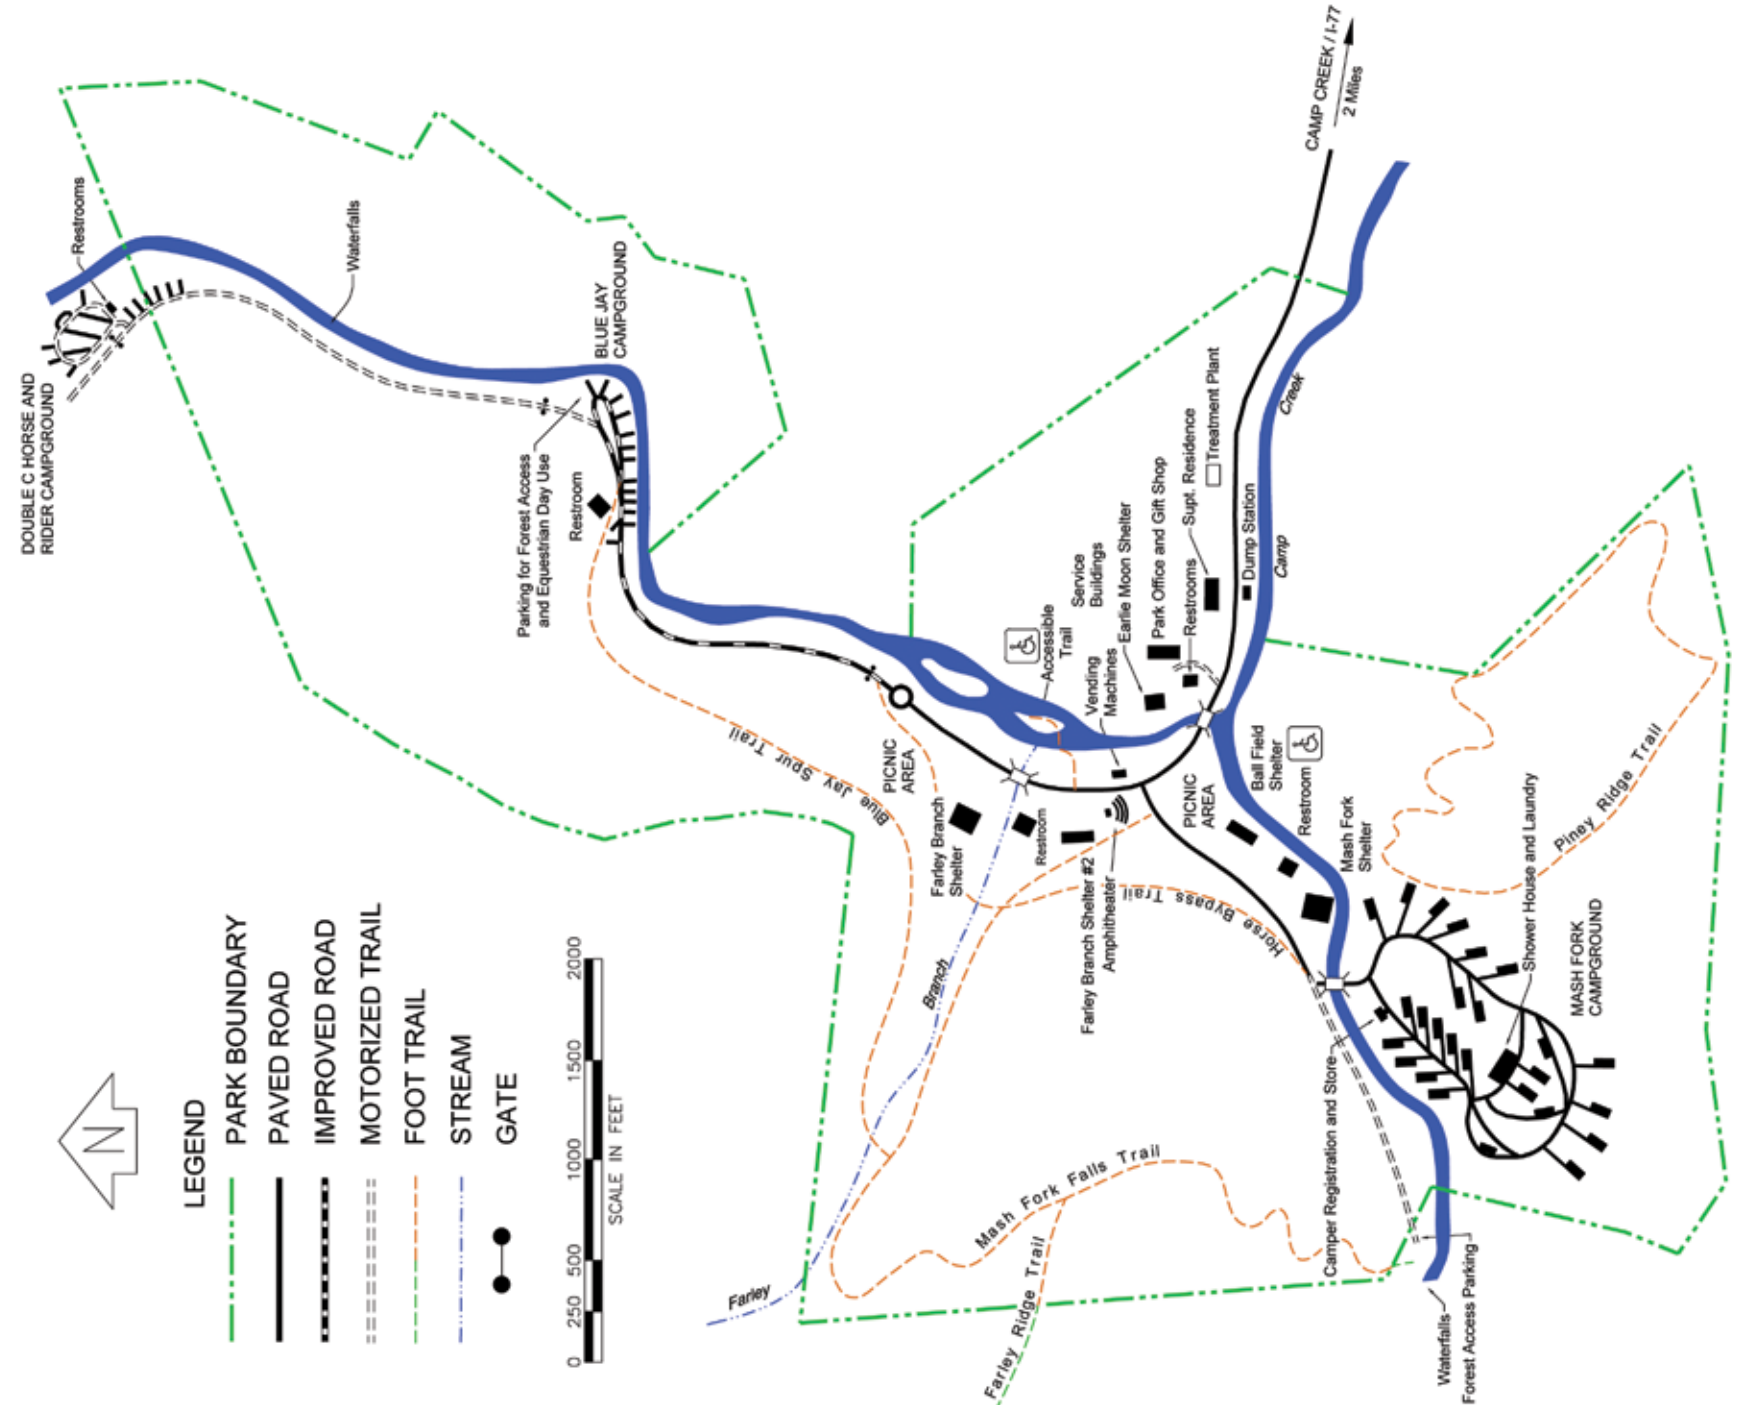 DOUBLE C HORSE AND
RIDER CAMPGROUND
Restrooms
Waterfalls
BLUE JAY
CAMPGROUND
Parking for Forest Access
and Equestrian Day Use
Restroom
CAMP CREEK / I-77
2 Miles
Creek
Camp
Treatment Plant
Supt. Residence
Dump Station
Park Office and Gift Shop
Restrooms
Earlie Moon Shelter
Service
Buildings
Accessible
Trail
Vending
Machines
Blue Jay Spur Trail
PICNIC
AREA
Farley Branch
Shelter
Restroom
Farley Branch Shelter #2
Amphitheater
Horse Bypass Trail
PICNIC
AREA
Ball Field
Shelter
Restroom
Mash Fork
Shelter
Piney Ridge Trail
Shower House and Laundry
MASH FORK
CAMPGROUND
Camper Registration and Store
Branch
Farley
Mash Fork Falls Trail
Farley Ridge Trail
Waterfalls
Forest Access Parking
N
LEGEND
PARK BOUNDARY
PAVED ROAD
IMPROVED ROAD
MOTORIZED TRAIL
FOOT TRAIL
STREAM
GATE
0 250 500 1000 1500 2000
SCALE IN FEET